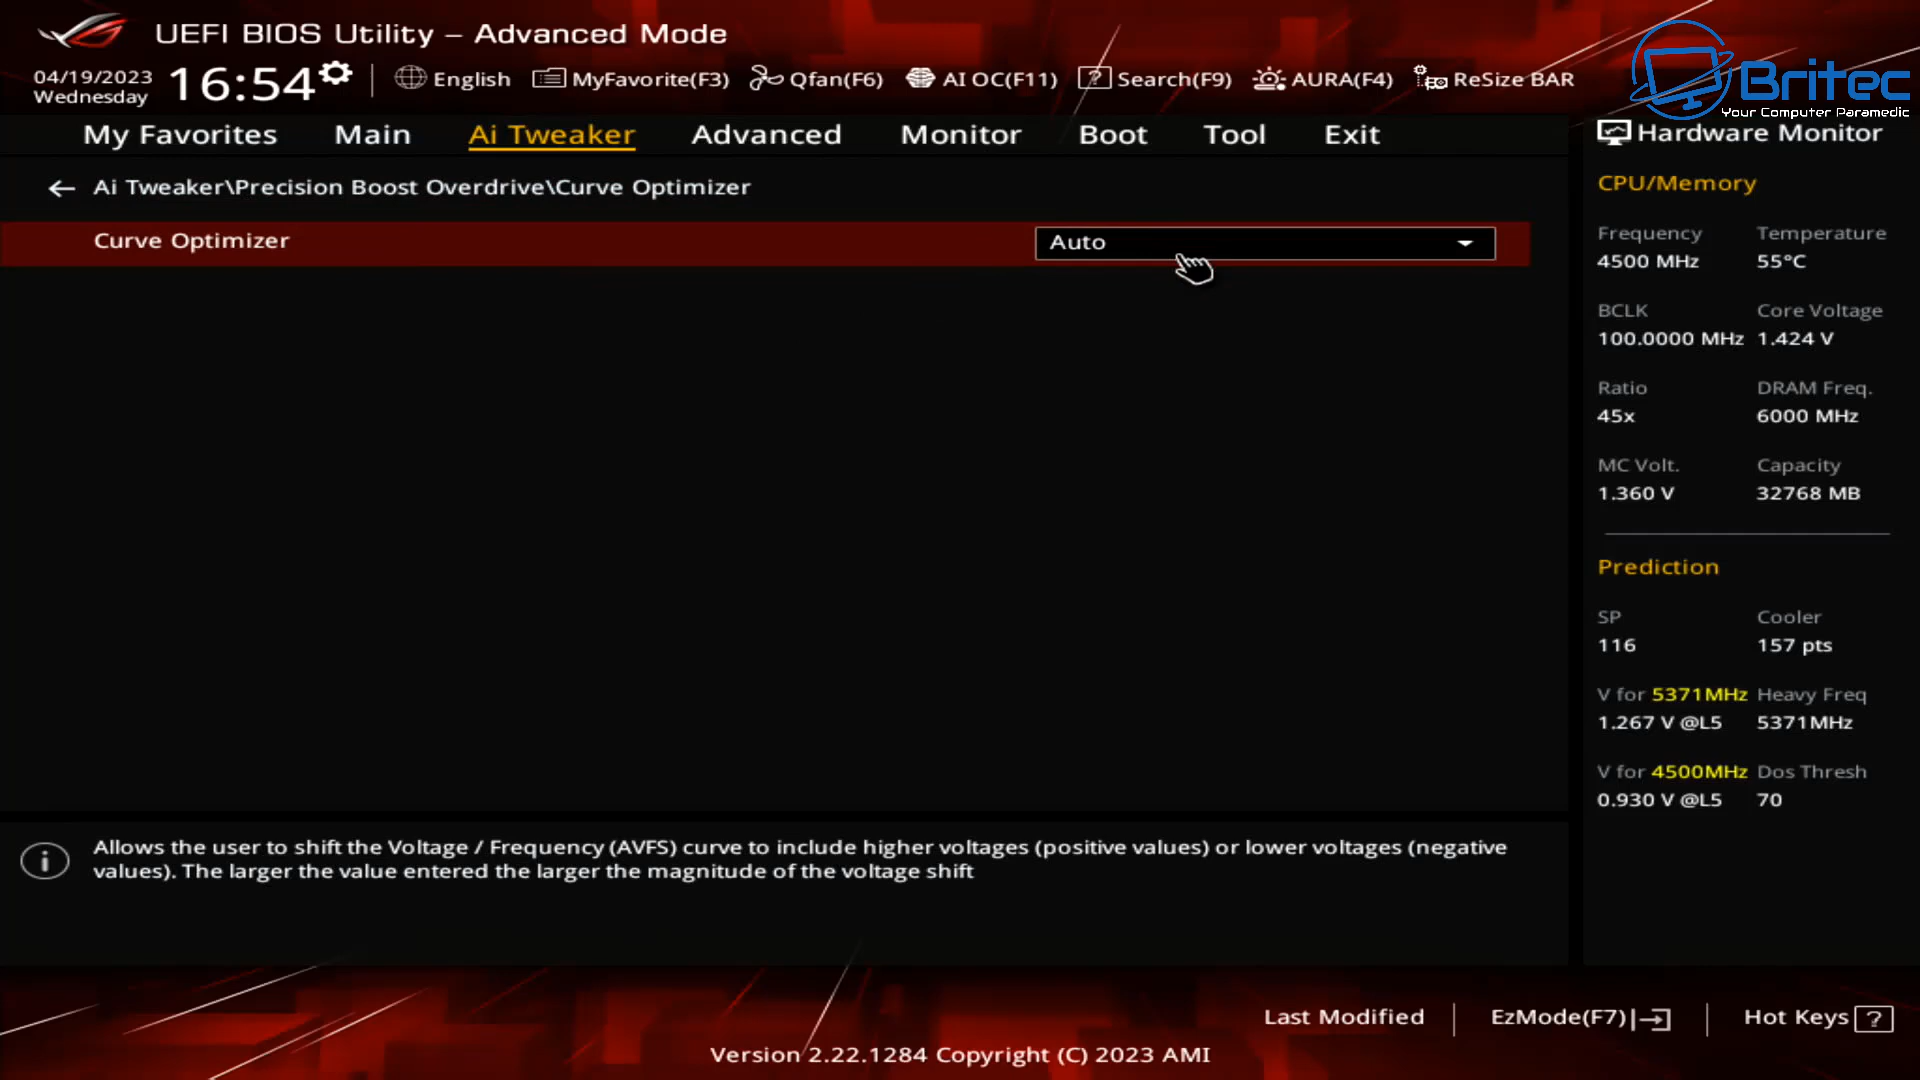 UEFI BIOS Utility – Advanced Mode
04/19/2023
Wednesday
16:54
English
MyFavorite(F3)
Qfan(F6)
AI OC(F11)
? Search(F9)
AURA(F4)
ReSize BAR
Britec
Your Computer Paramedic
My Favorites
Main
Ai Tweaker
Advanced
Monitor
Boot
Tool
Exit
Ai Tweaker\Precision Boost Overdrive\Curve Optimizer
Curve Optimizer
Auto
Hardware Monitor
CPU/Memory
Frequency Temperature
4500 MHz 55°C
BCLK Core Voltage
100.0000 MHz 1.424 V
Ratio DRAM Freq.
45x 6000 MHz
MC Volt. Capacity
1.360 V 32768 MB
Prediction
SP Cooler
116 157 pts
V for 5371MHz Heavy Freq
1.267 V @L5 5371MHz
V for 4500MHz Dos Thresh
0.930 V @L5 70
i
Allows the user to shift the Voltage / Frequency (AVFS) curve to include higher voltages (positive values) or lower voltages (negative
values). The larger the value entered the larger the magnitude of the voltage shift
Last Modified
EzMode(F7)
Hot Keys ?
Version 2.22.1284 Copyright (C) 2023 AMI